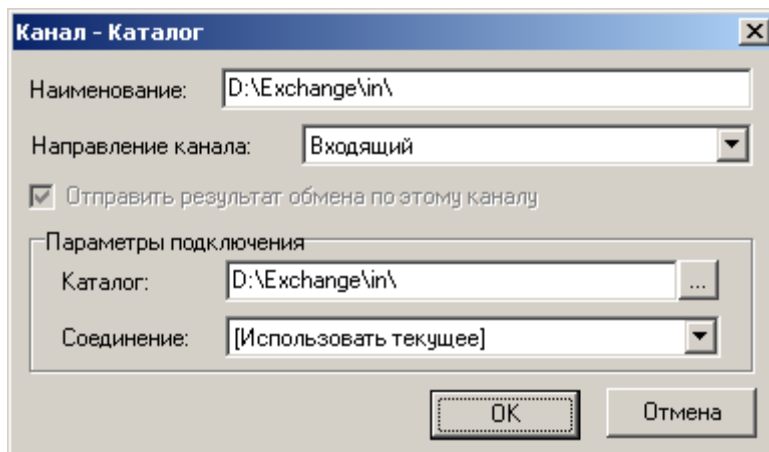 Канал - Каталог
Наименование: D:\Exchange\in\
Направление канала: Входящий
Отправить результат обмена по этому каналу
Параметры подключения
Каталог: D:\Exchange\in\ ...
Соединение: [Использовать текущее]
OK Отмена